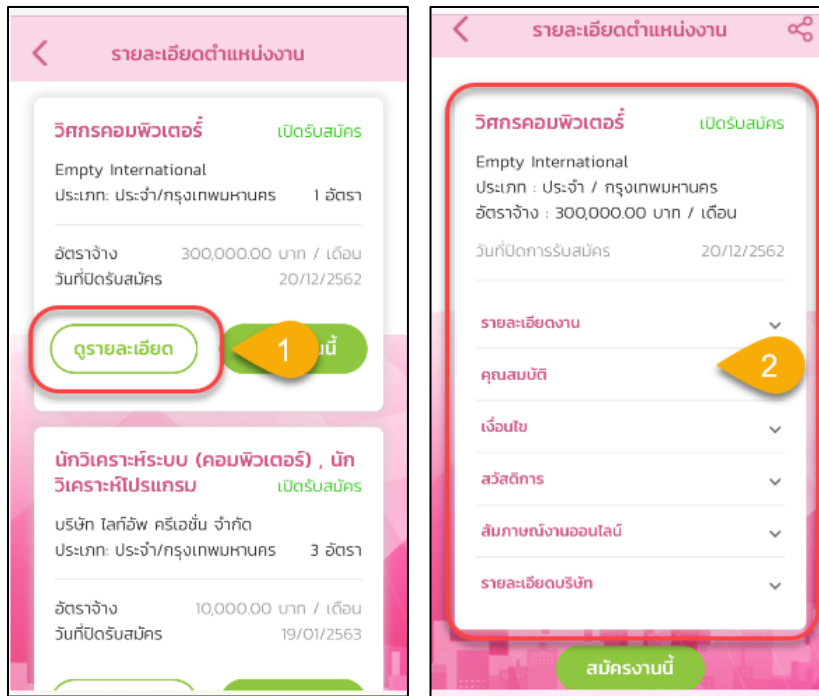 รายละเอียดตำแหน่งงาน
วิศกรคอมพิวเตอร์ เปิดรับสมัคร
Empty International
ประเภท: ประจำ/กรุงเทพมหานคร 1 อัตรา
อัตราจ้าง 300,000.00 บาท / เดือน
วันที่ปิดรับสมัคร 20/12/2562
ดูรายละเอียด 1 นี้
นักวิเคราะห์ระบบ (คอมพิวเตอร์) , นัก
วิเคราะห์โปรแกรม เปิดรับสมัคร
บริษัท ไลท์อัพ ครีเอชั่น จำกัด
ประเภท: ประจำ/กรุงเทพมหานคร 3 อัตรา
อัตราจ้าง 10,000.00 บาท / เดือน
วันที่ปิดรับสมัคร 19/01/2563
รายละเอียดตำแหน่งงาน
วิศกรคอมพิวเตอร์ เปิดรับสมัคร
Empty International
ประเภท : ประจำ / กรุงเทพมหานคร
อัตราจ้าง : 300,000.00 บาท / เดือน
วันที่ปิดการรับสมัคร 20/12/2562
รายละเอียดงาน
คุณสมบัติ 2
เงื่อนไข
สวัสดิการ
สัมภาษณ์งานออนไลน์
รายละเอียดบริษัท
สมัครงานนี้